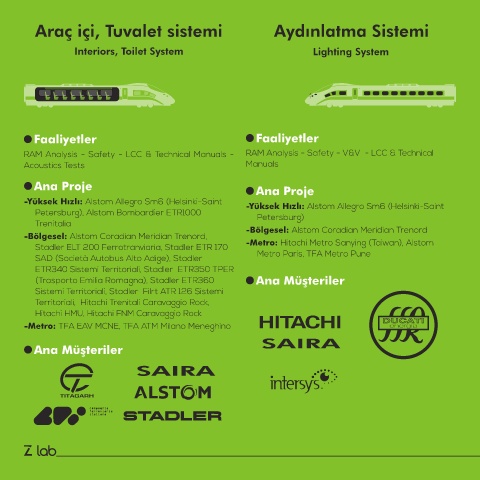 Araç içi, Tuvalet sistemi
Interiors, Toilet System
Faaliyetler
RAM Analysis - Safety - LCC & Technical Manuals -
Acoustics Tests
Ana Proje
-Yüksek Hızlı: Alstom Allegro Sm6 (Helsinki-Saint
Petersburg), Alstom Bombardier ETR1000
Trenitalia
-Bölgesel: Alstom Coradian Meridian Trenord,
Stadler ELT 200 Ferrotranviaria, Stadler ETR 170
SAD (Società Autobus Alto Adige), Stadler
ETR340 Sistemi Territoriali, Stadler ETR350 TPER
(Trasporto Emilia Romagna), Stadler ETR360
Sistemi Territoriali, Stadler Flirt ATR 126 Sistemi
Territoriali, Hitachi Trenitali Caravaggio Rock,
Hitachi HMU, Hitachi FNM Caravaggio Rock
-Metro: TFA EAV MCNE, TFA ATM Milano Meneghino
Ana Müşteriler
TITAGARH
SAIRA
ALSTOM
STADLER
Aydınlatma Sistemi
Lighting System
Faaliyetler
RAM Analysis - Safety - V&V - LCC & Technical
Manuals
Ana Proje
-Yüksek Hızlı: Alstom Allegro Sm6 (Helsinki-Saint
Petersburg)
-Bölgesel: Alstom Coradian Meridian Trenord
-Metro: Hitachi Metro Sanying (Taiwan), Alstom
Metro Paris, TFA Metro Pune
Ana Müşteriler
HITACHI
SAIRA
DUCATI
intersys
Z lab